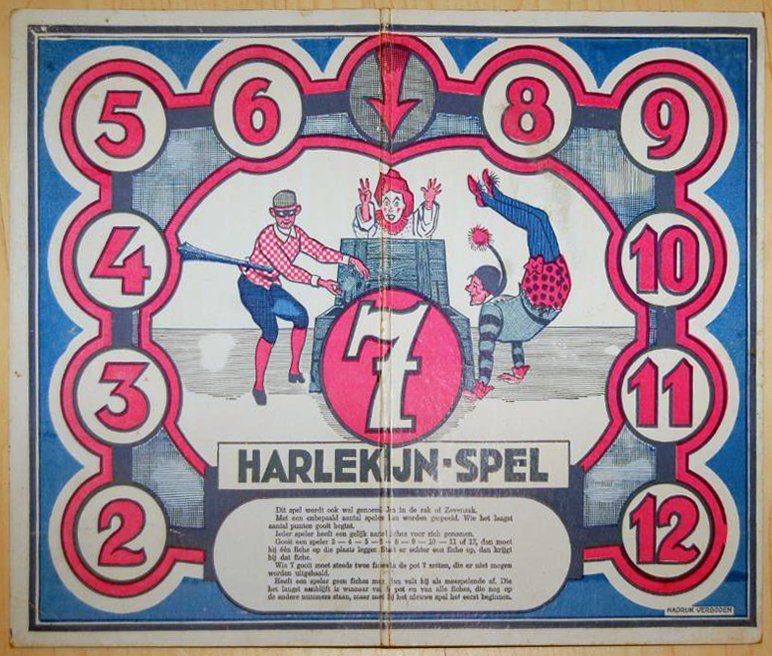 5
6
8
9
4
10
7
3
11
2
12
HARLEKIJN-SPEL
Dit spel wordt ook wel genoemd in de zak of Zevenzak.
Met een onbepaald aantal spelers kan worden gespeeld. Wie het laagst
aantal punten gooit begint.
Ieder speler heeft een gelijk aantal fiches voor zich genomen.
Gooit een speler 2 — 4 — 5 — 6 — 8 — 9 — 10 — 11 of 12, dan moet
hij één fiche op die plaats leggen. Staat er echter een fiche op, dan krijgt
hij dat fiche.
Wie 7 gooit moet steeds twee fiches in de pot 7 zetten, die er niet mogen
worden uitgehaald.
Heeft een speler geen fiches meer, dan valt hij als meespelende af. Die
het langst aanblijft is winnaar van de pot en van alle fiches, die nog op
de andere nummers staan, maar moet bij het nieuwe spel het eerst beginnen.
NADRUK VERBODEN